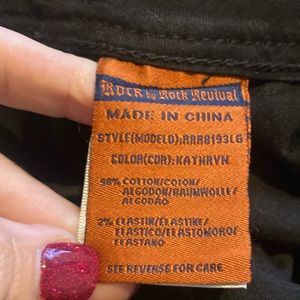 Rock by Rock Revival
MADE IN CHINA
STYLE(MODELO):RRR8193LG
COLOR(COR):KATHRYN
98% COTTON/COTON/
ALGODON/BAUMWOLLE/
ALGODÃO
2% ELASTIN/ELASTINE/
ELASTICO/ELASTOMORO/
ELASTANO
SEE REVERSE FOR CARE